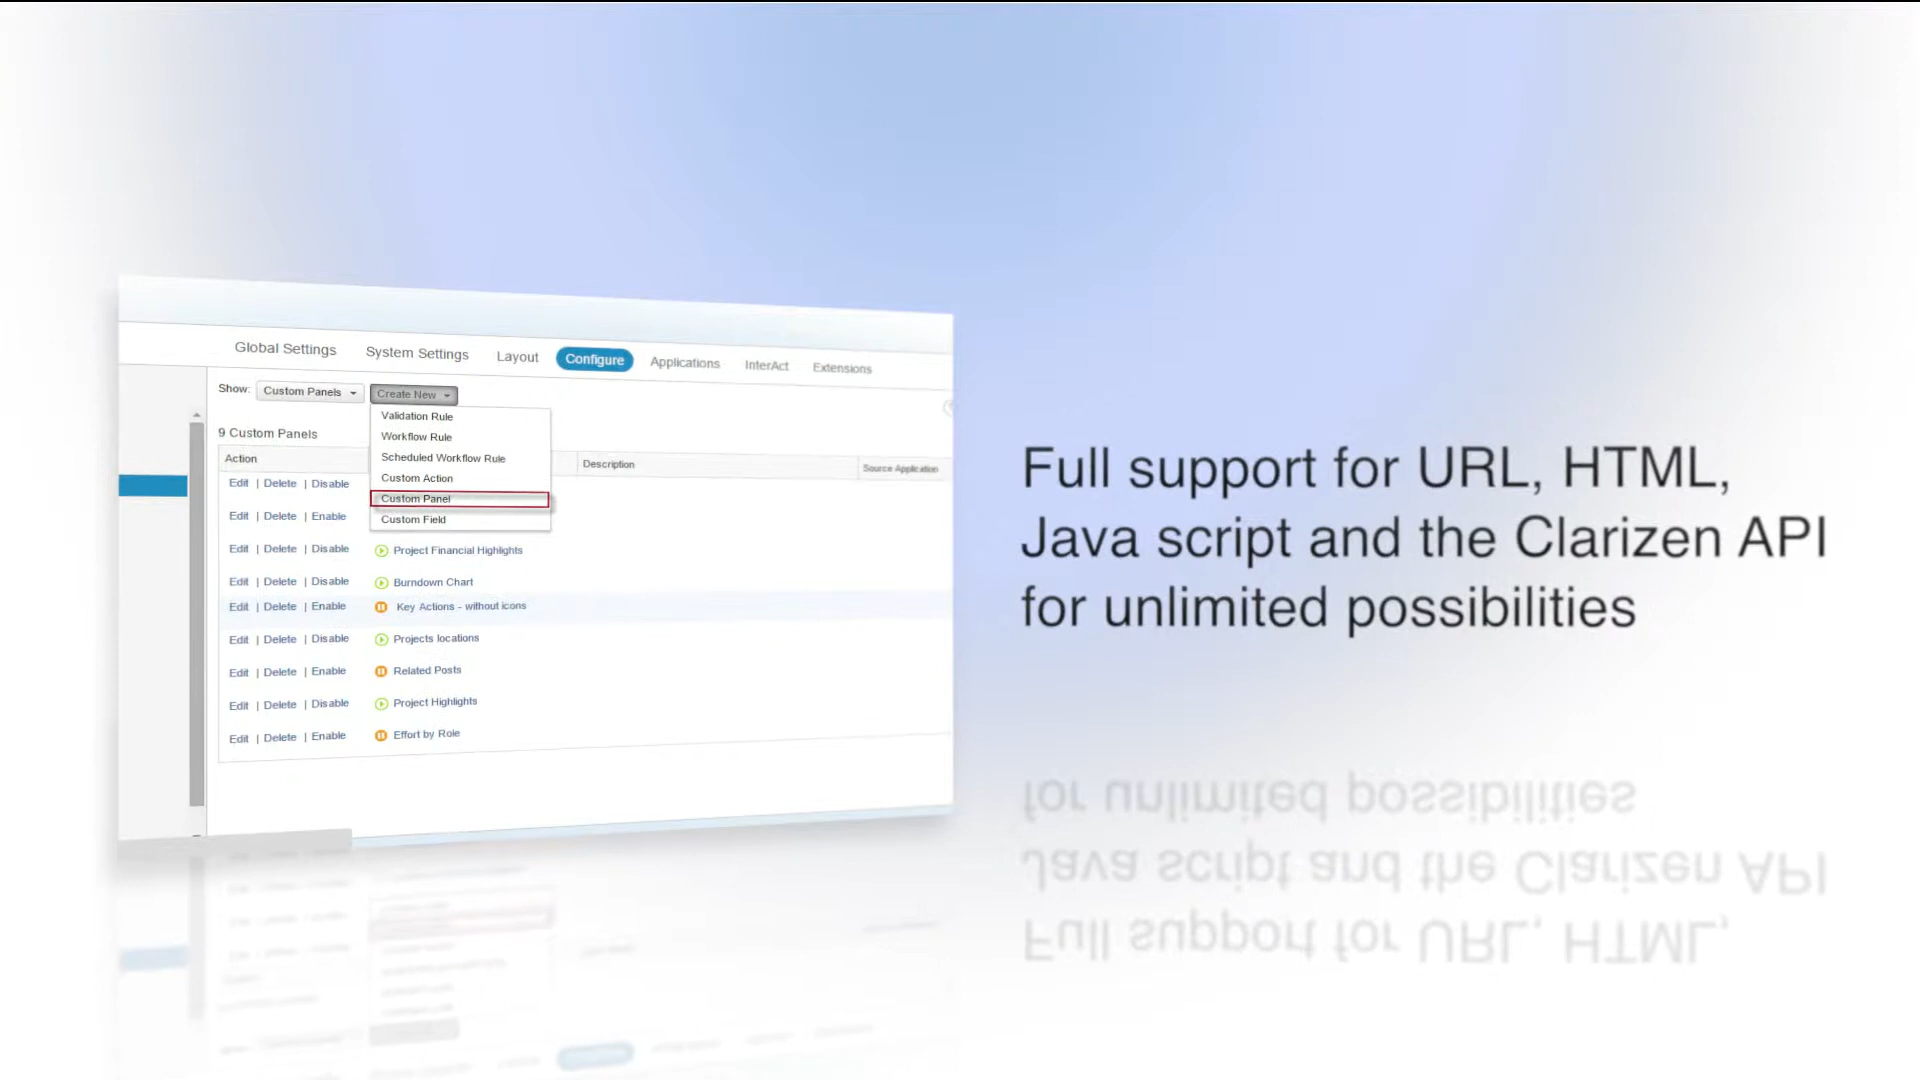 Global Settings System Settings Layout Configure Applications InterAct Extensions
Show: Custom Panels Create New
Validation Rule
Workflow Rule
Scheduled Workflow Rule
Custom Action
Custom Panel
Custom Field
9 Custom Panels
Action Description Source Application
Edit | Delete | Disable
Edit | Delete | Enable
Edit | Delete | Disable Project Financial Highlights
Edit | Delete | Disable Burndown Chart
Edit | Delete | Enable Key Actions - without icons
Edit | Delete | Disable Projects locations
Edit | Delete | Enable Related Posts
Edit | Delete | Disable Project Highlights
Edit | Delete | Enable Effort by Role
Full support for URL, HTML,
Java script and the Clarizen API
for unlimited possibilities